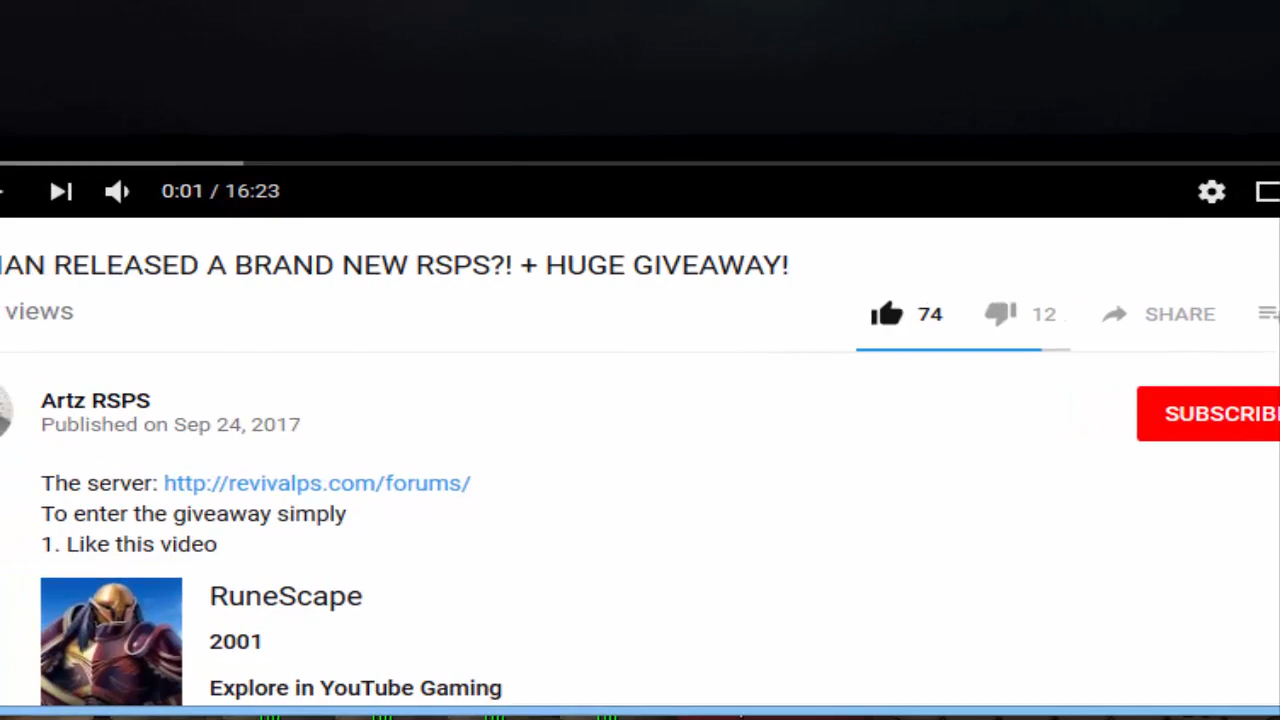 0:01 / 16:23
RELEASED A BRAND NEW RSPS?! + HUGE GIVEAWAY!
views
74
12
SHARE
Artz RSPS
Published on Sep 24, 2017
SUBSCRIB
The server: http://revivalps.com/forums/
To enter the giveaway simply
1. Like this video
RuneScape
2001
Explore in YouTube Gaming